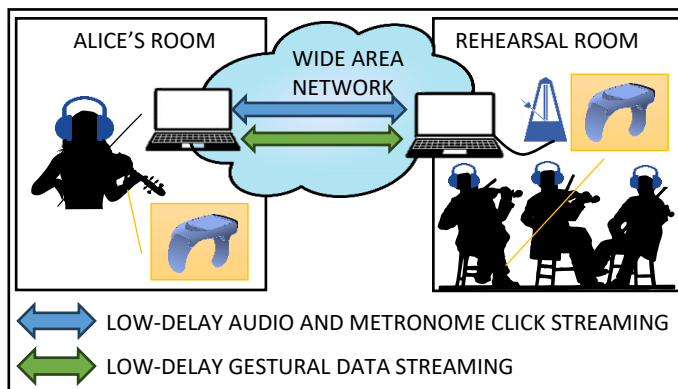 ALICE'S ROOM
WIDE AREA
NETWORK
REHEARSAL ROOM
LOW-DELAY AUDIO AND METRONOME CLICK STREAMING
LOW-DELAY GESTURAL DATA STREAMING